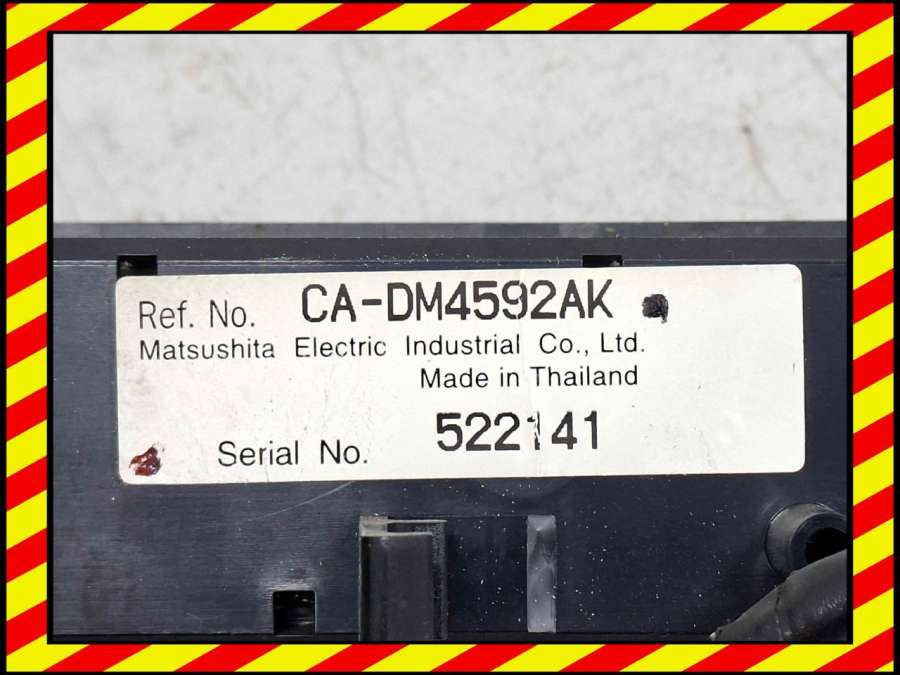 Ref. No. CA-DM4592AK
Matsushita Electric Industrial Co., Ltd.
Made in Thailand
Serial No. 522141